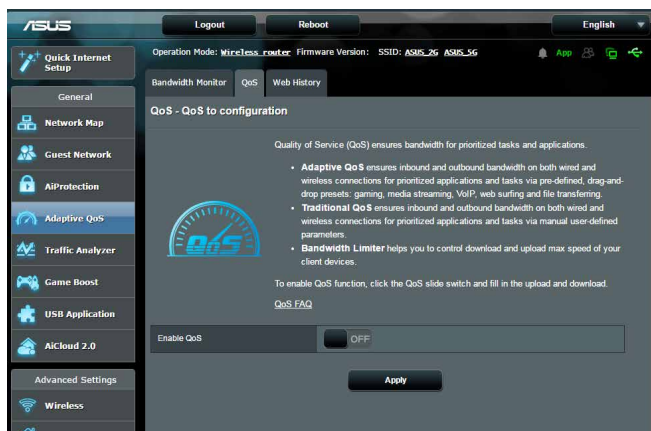 ASUS
Logout
Reboot
English
Quick Internet
Setup
Operation Mode: Wireless router Firmware Version: SSID: ASUS_2G ASUS_5G
App
Bandwidth Monitor
QoS
Web History
General
Network Map
Guest Network
AiProtection
Adaptive QoS
Traffic Analyzer
Game Boost
USB Application
AiCloud 2.0
Advanced Settings
Wireless
QoS - QoS to configuration
Quality of Service (QoS) ensures bandwidth for prioritized tasks and applications.
• Adaptive QoS ensures inbound and outbound bandwidth on both wired and
wireless connections for prioritized applications and tasks via pre-defined, drag-and-
drop presets: gaming, media streaming, VoIP, web surfing and file transferring.
• Traditional QoS ensures inbound and outbound bandwidth on both wired and
wireless connections for prioritized applications and tasks via manual user-defined
parameters.
• Bandwidth Limiter helps you to control download and upload max speed of your
client devices.
QoS
To enable QoS function, click the QoS slide switch and fill in the upload and download.
QoS FAQ
Enable QoS
OFF
Apply